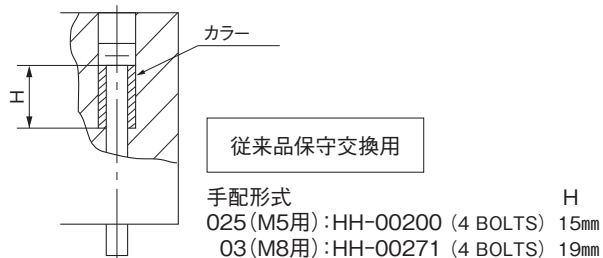 カラー
H
従来品保守交換用
手配形式 H
025(M5用):HH-00200 (4 BOLTS) 15㎜
03(M8用):HH-00271 (4 BOLTS) 19㎜